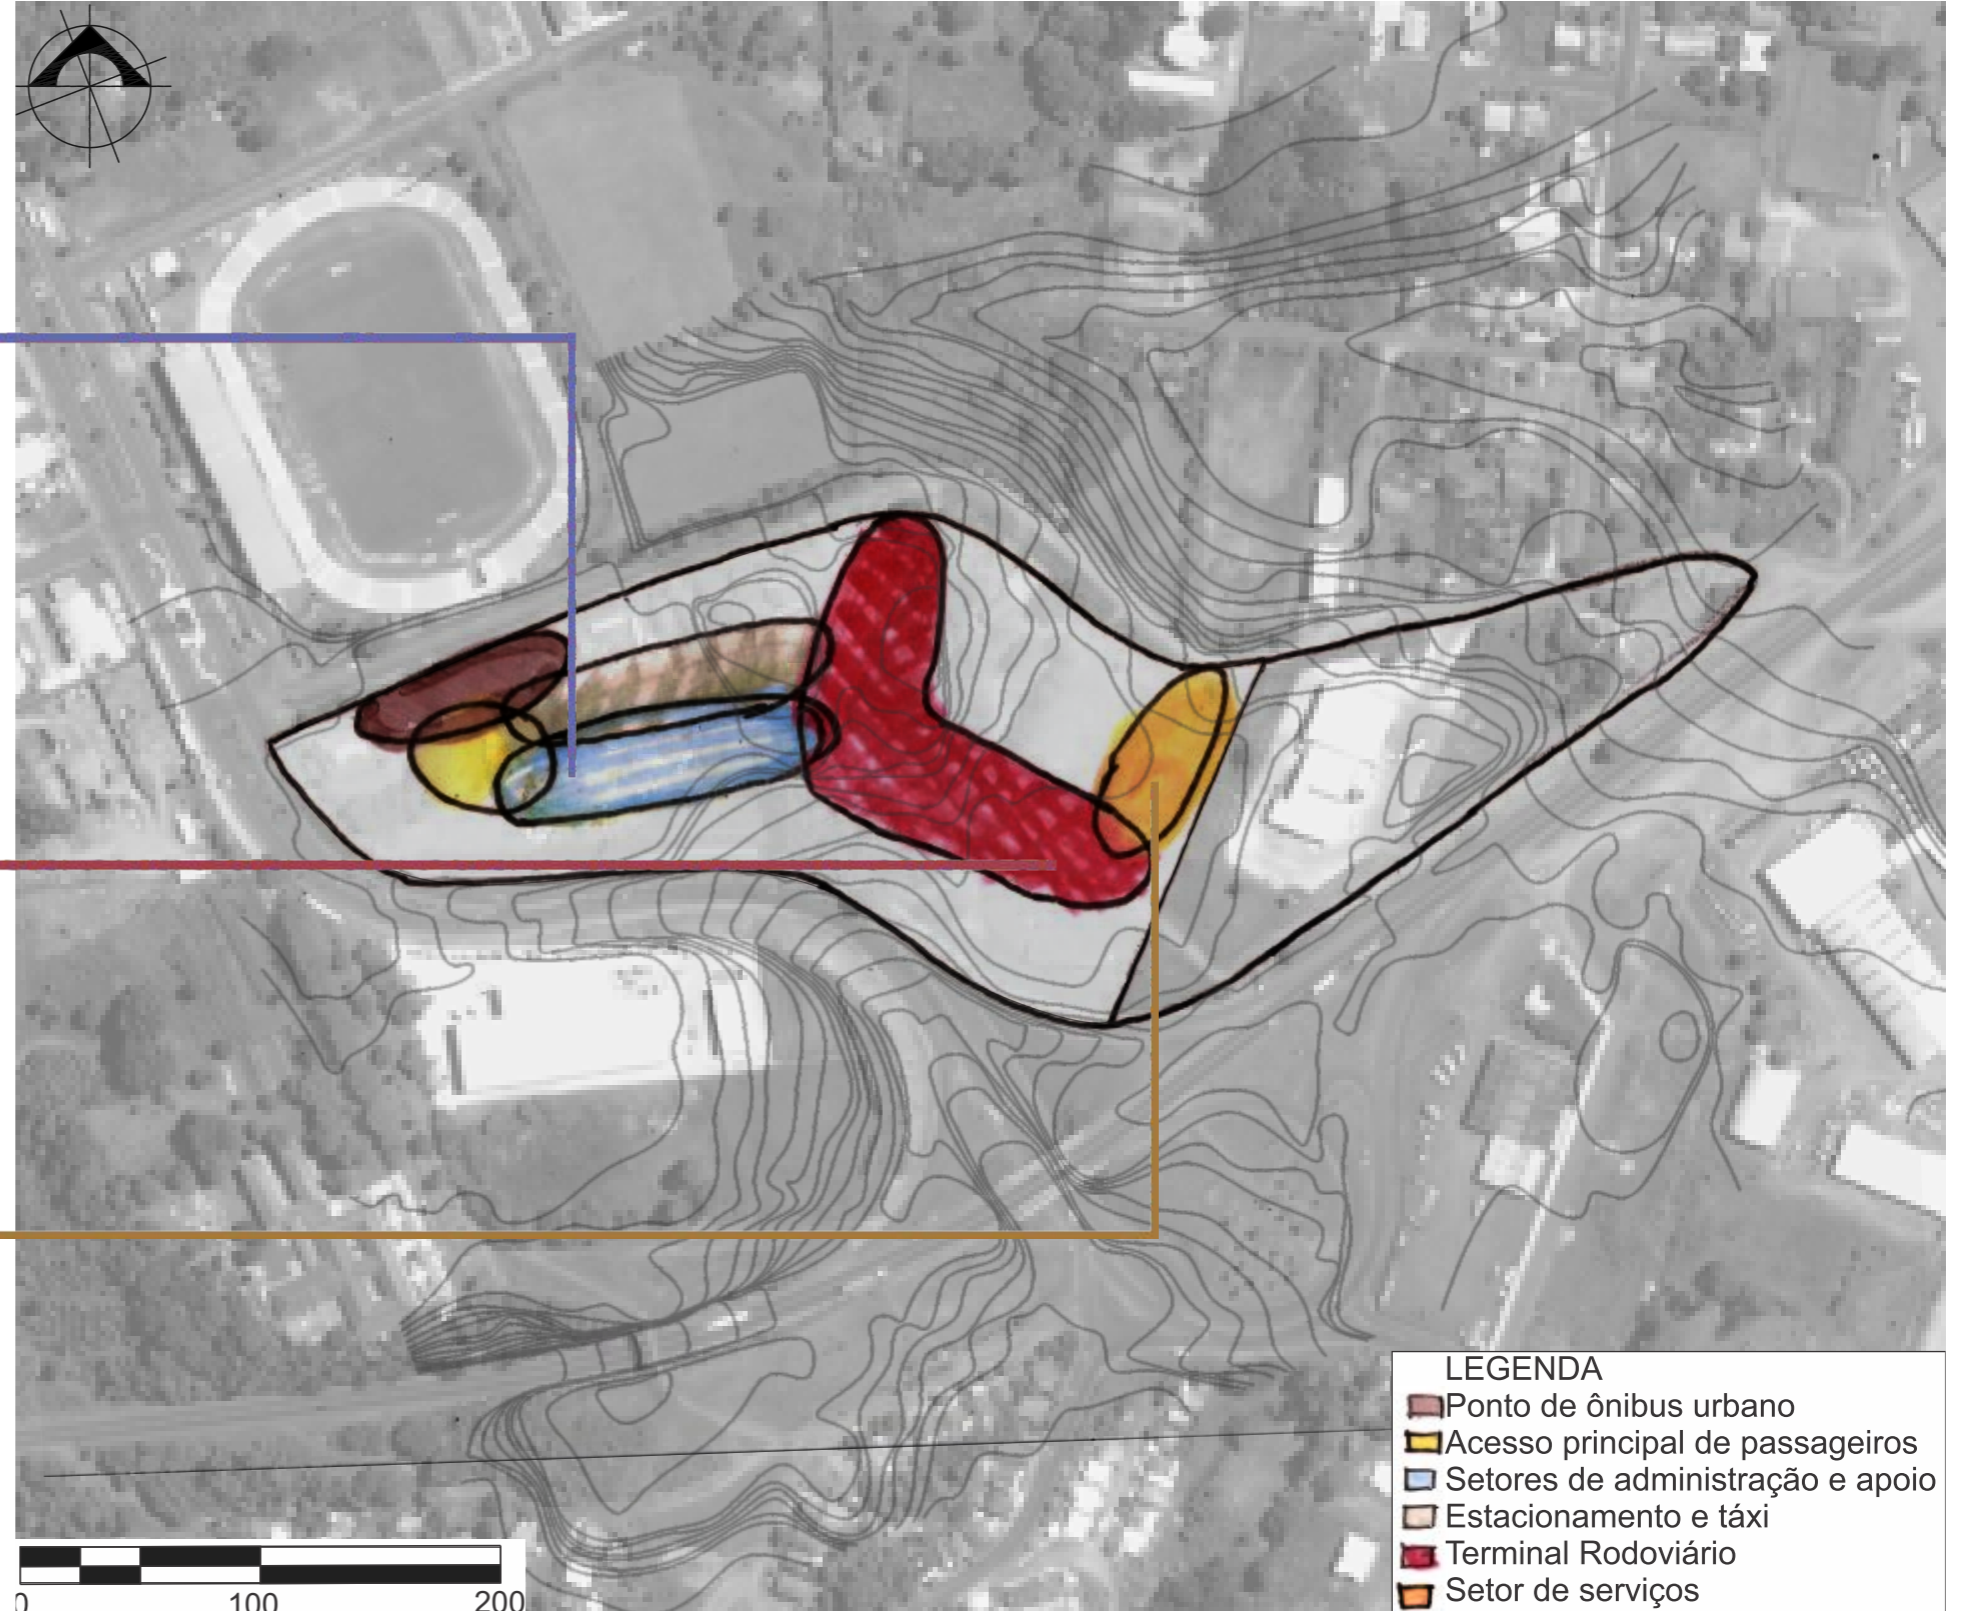 LEGENDA
Ponto de ônibus urbano
Acesso principal de passageiros
Setores de administração e apoio
Estacionamento e táxi
Terminal Rodoviário
Setor de serviços
0 100 200